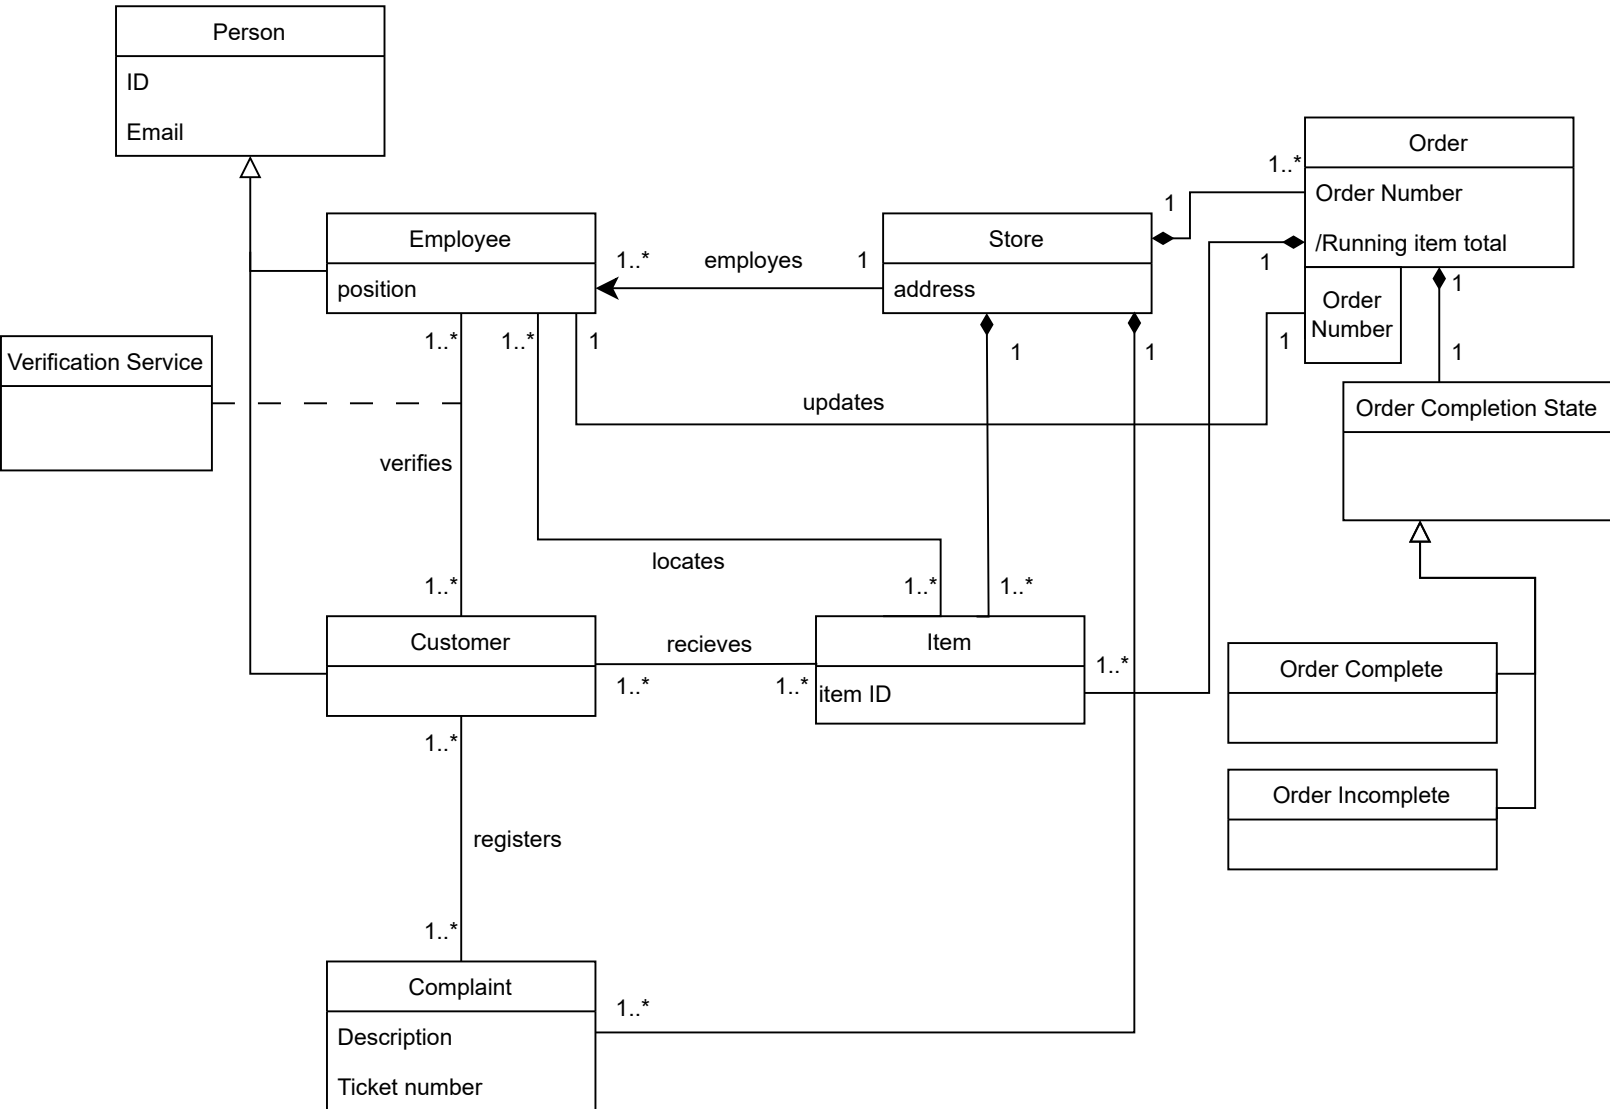 Person
ID
Email
Order
Order Number
/Running item total
1..*
1
Employee
position
1..*
employes
1
Store
address
1
Order
Number
1
1
1..*
1..*
1
1
1
1
Verification Service
updates
Order Completion State
verifies
locates
1..*
1..*
1..*
Customer
recieves
1..*
1..*
Item
item ID
1..*
Order Complete
1..*
registers
Order Incomplete
1..*
Complaint
Description
Ticket number
1..*